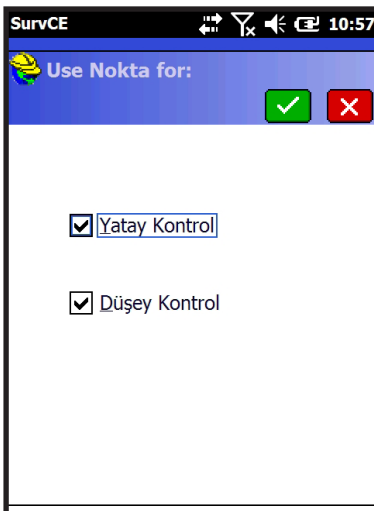 SurvCE 10:57
Use Nokta for:
Yatay Kontrol
Düşey Kontrol